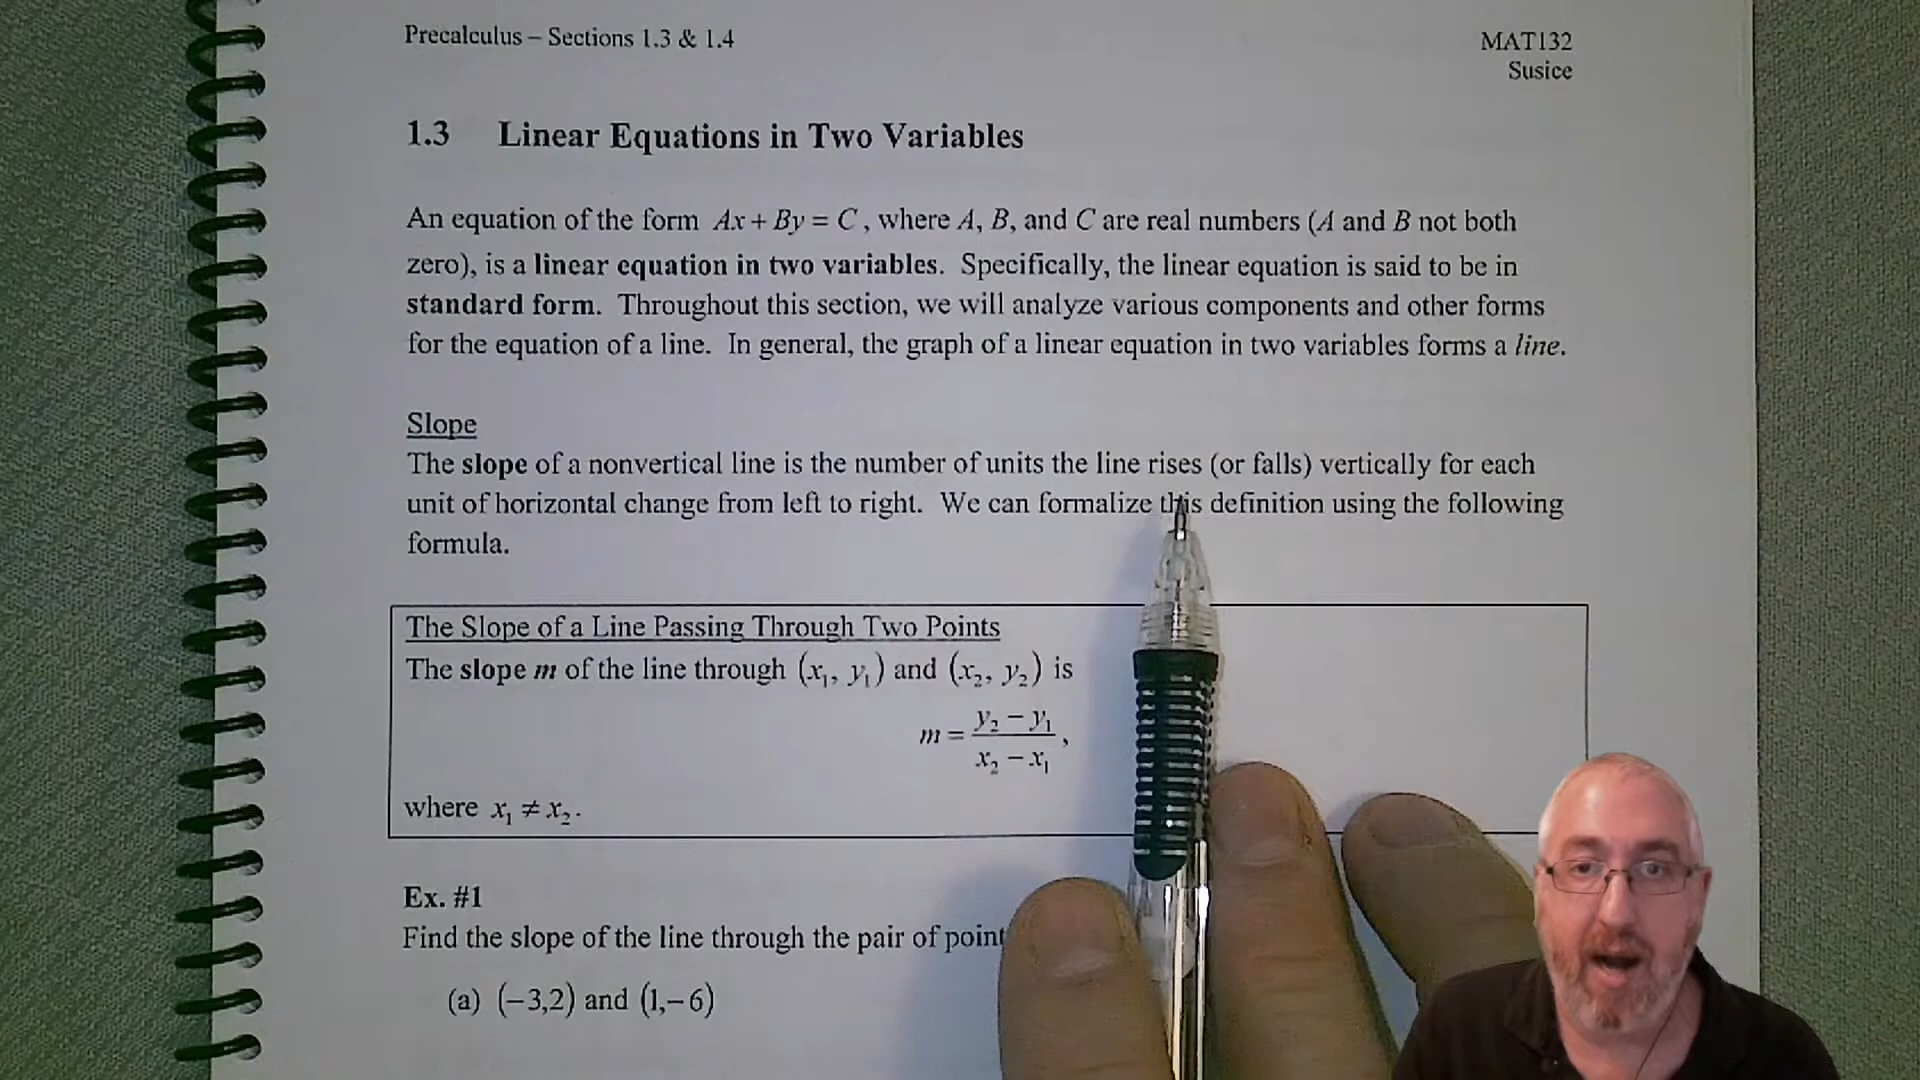 Precalculus – Sections 1.3 & 1.4
MAT132
Susice
1.3 Linear Equations in Two Variables
An equation of the form Ax + By = C , where A, B, and C are real numbers (A and B not both
zero), is a linear equation in two variables. Specifically, the linear equation is said to be in
standard form. Throughout this section, we will analyze various components and other forms
for the equation of a line. In general, the graph of a linear equation in two variables forms a line.
Slope
The slope of a nonvertical line is the number of units the line rises (or falls) vertically for each
unit of horizontal change from left to right. We can formalize this definition using the following
formula.
The Slope of a Line Passing Through Two Points
The slope m of the line through (x₁, y₁) and (x₂, y₂) is
m = (y₂ − y₁)/(x₂ − x₁) ,
where x₁ ≠ x₂.
Ex. #1
Find the slope of the line through the pair of point
(a) (−3,2) and (1,−6)